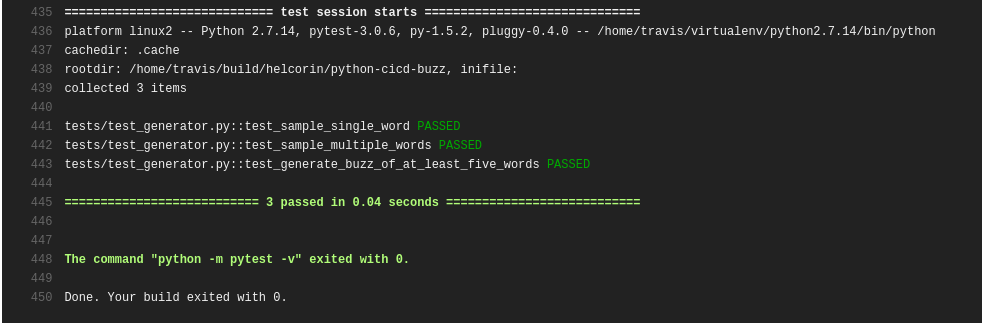 435 ============================= test session starts ==============================
436 platform linux2 -- Python 2.7.14, pytest-3.0.6, py-1.5.2, pluggy-0.4.0 -- /home/travis/virtualenv/python2.7.14/bin/python
437 cachedir: .cache
438 rootdir: /home/travis/build/helcorin/python-cicd-buzz, inifile:
439 collected 3 items
440
441 tests/test_generator.py::test_sample_single_word PASSED
442 tests/test_generator.py::test_sample_multiple_words PASSED
443 tests/test_generator.py::test_generate_buzz_of_at_least_five_words PASSED
444
445 =========================== 3 passed in 0.04 seconds ===========================
446
447
448 The command "python -m pytest -v" exited with 0.
449
450 Done. Your build exited with 0.